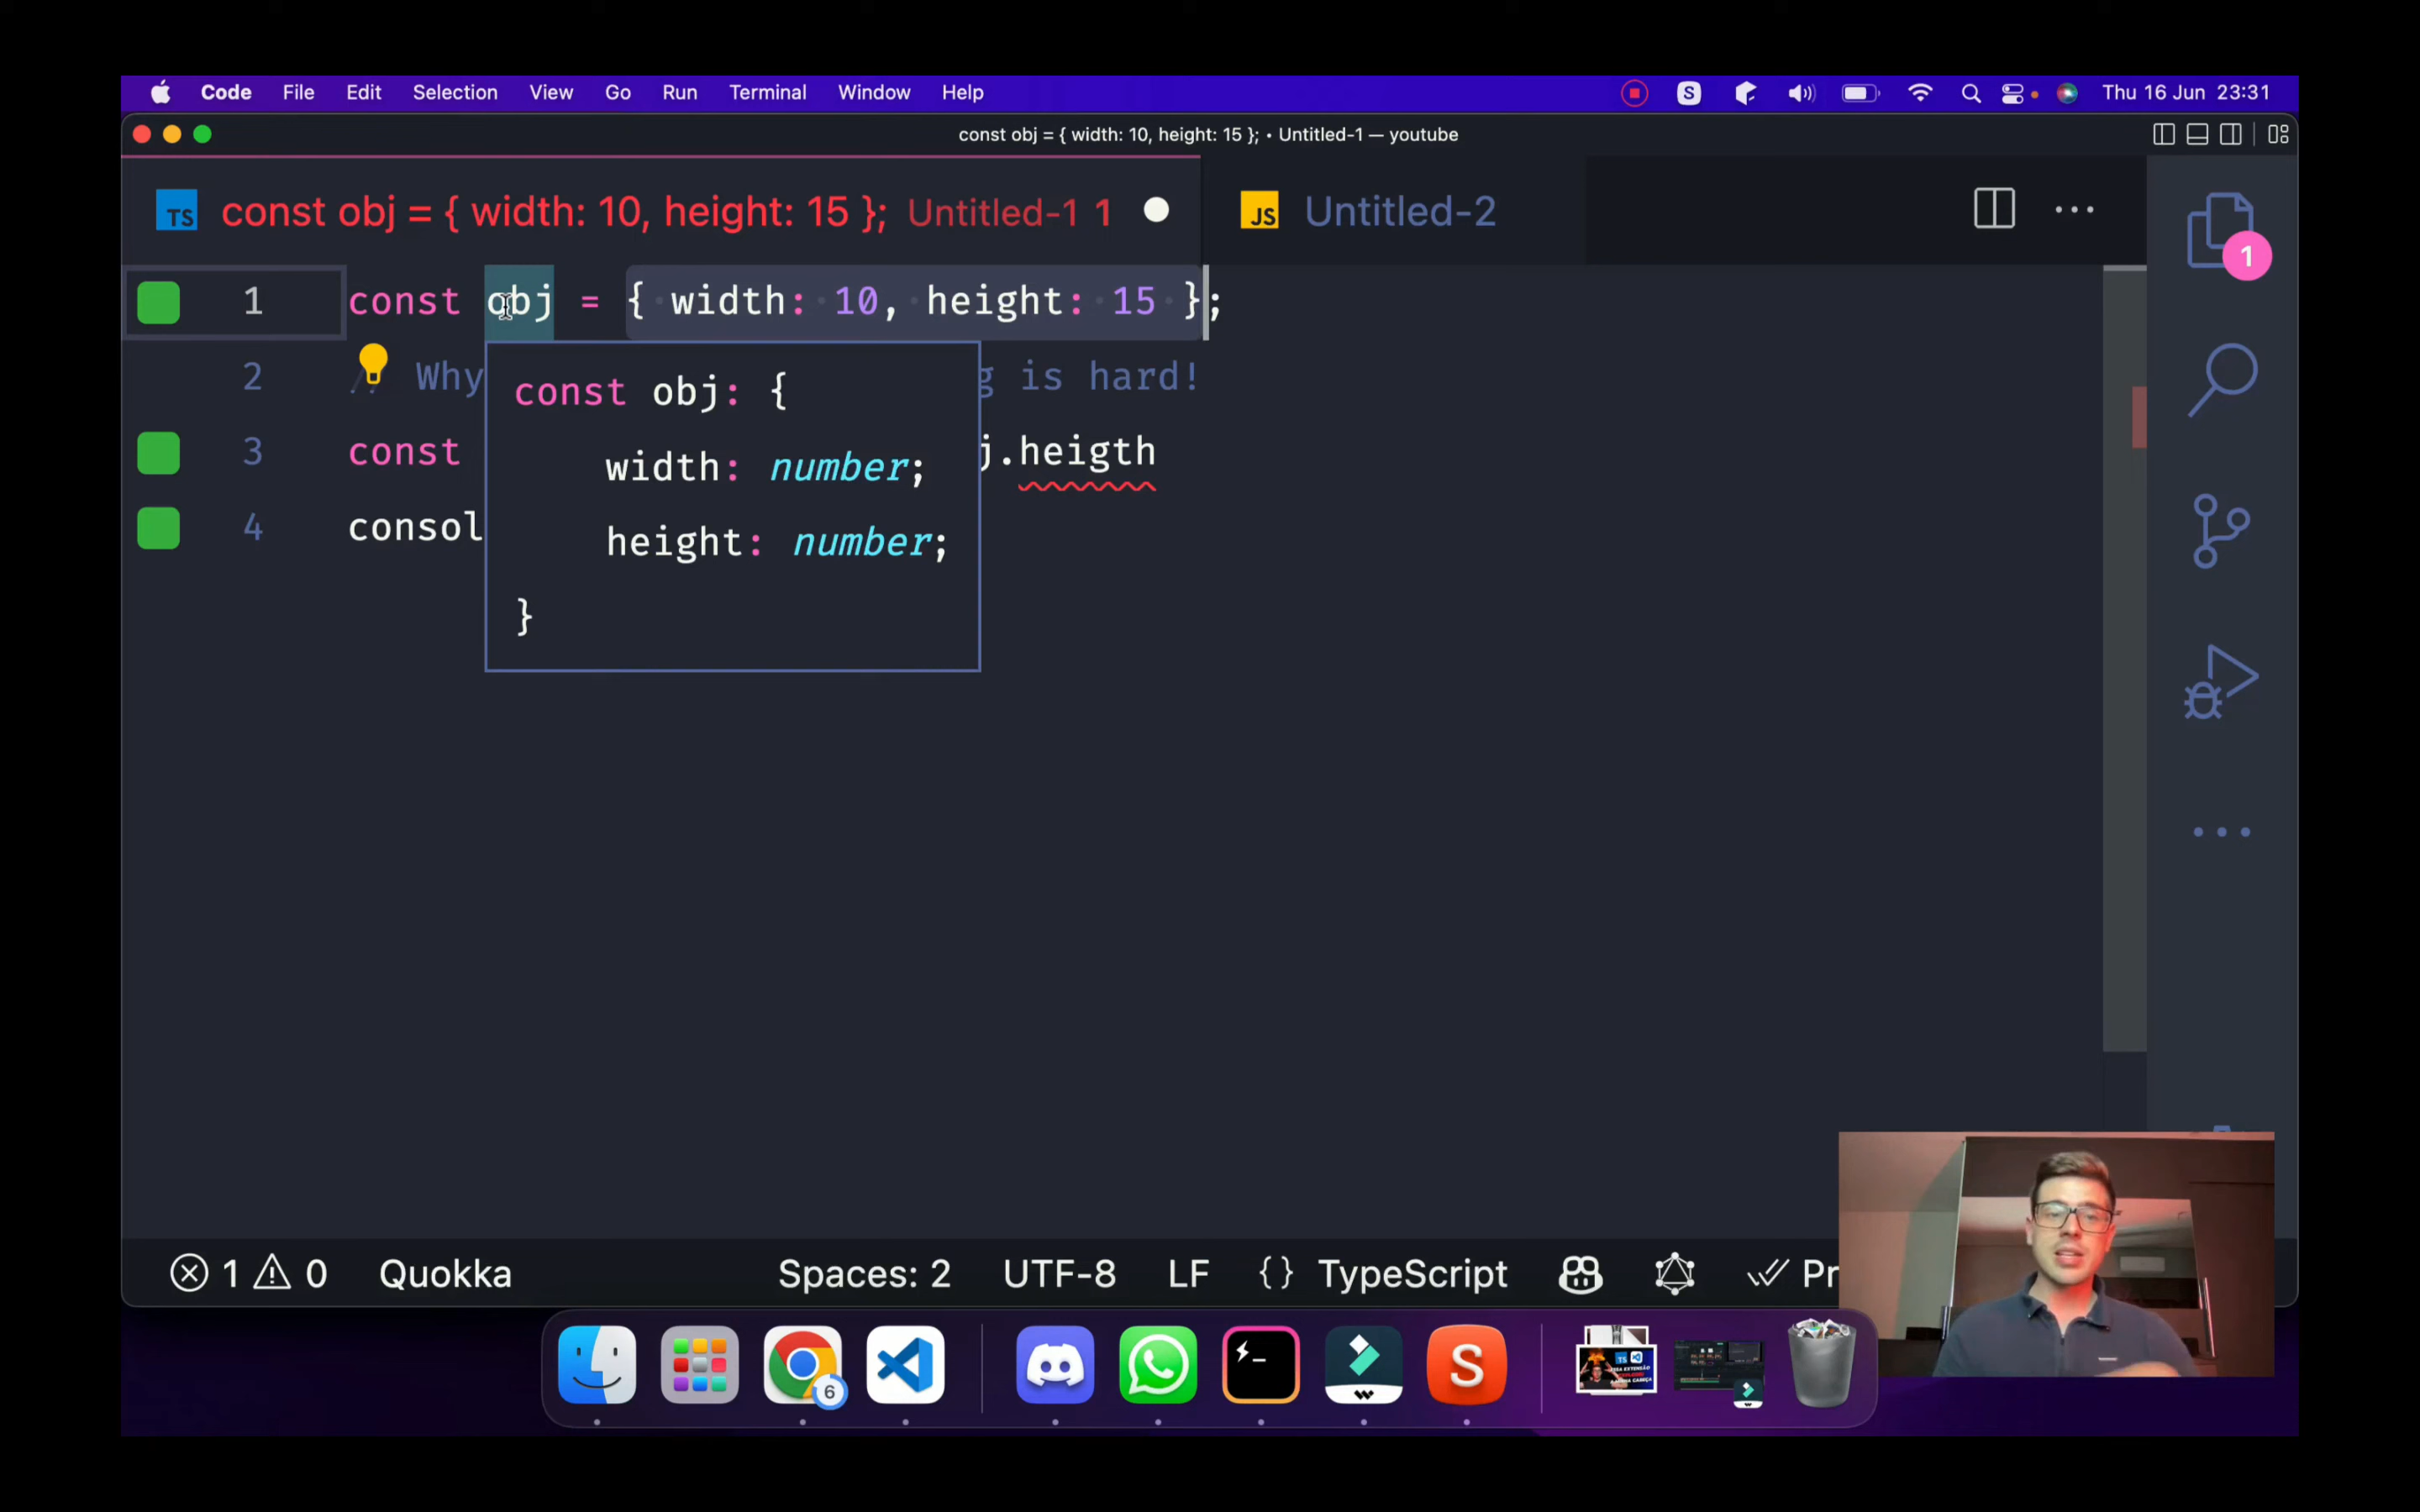 Code File Edit Selection View Go Run Terminal Window Help S Thu 16 Jun 23:31
const obj = { width: 10, height: 15 }; • Untitled-1 — youtube
TS const obj = { width: 10, height: 15 }; Untitled-1 1 JS Untitled-2
1 const obj = { width: 10, height: 15 };
2 // Why g is hard!
3 const j.heigth
4 consol
const obj: {
width: number;
height: number;
}
1
1 0 Quokka Spaces: 2 UTF-8 LF {} TypeScript Pr
6
S